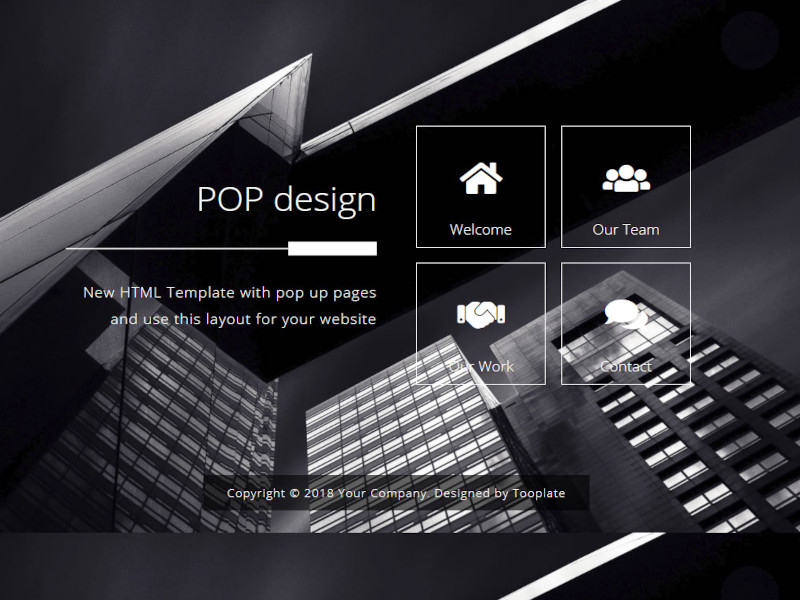 POP design
New HTML Template with pop up pages
and use this layout for your website
Welcome
Our Team
Our Work
Contact
Copyright © 2018 Your Company. Designed by Tooplate